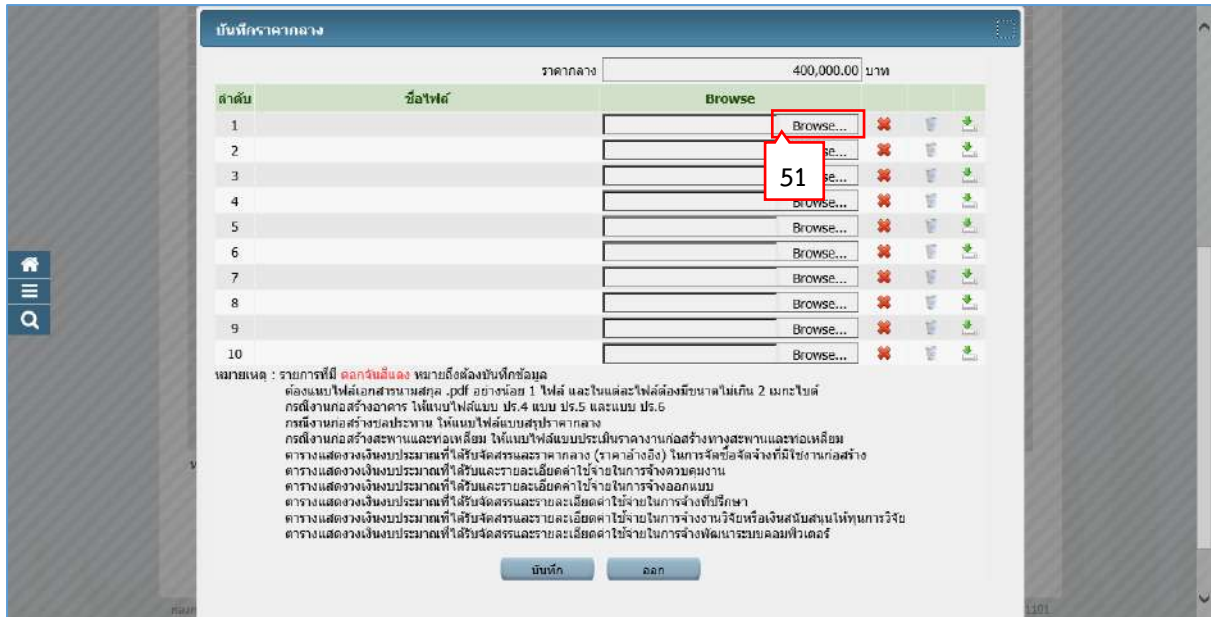 บันทึกราคากลาง
ราคากลาง 400,000.00 บาท
ลำดับ ชื่อไฟล์ Browse
1 Browse...
2 se...
3 se...
4 Browse...
5 Browse...
6 Browse...
7 Browse...
8 Browse...
9 Browse...
10 Browse...
51
หมายเหตุ : รายการที่มี ดอกจันสีแดง หมายถึงต้องบันทึกข้อมูล
ต้องแนบไฟล์เอกสารนามสกุล .pdf อย่างน้อย 1 ไฟล์ และในแต่ละไฟล์ต้องมีขนาดไม่เกิน 2 เมกะไบต์
กรณีงานก่อสร้างอาคาร ให้แนบไฟล์แบบ ปร.4 แบบ ปร.5 และแบบ ปร.6
กรณีงานก่อสร้างชลประทาน ให้แนบไฟล์แบบสรุปราคากลาง
กรณีงานก่อสร้างสะพานและท่อเหลี่ยม ให้แนบไฟล์แบบประเมินราคางานก่อสร้างทางสะพานและท่อเหลี่ยม
ตารางแสดงวงเงินงบประมาณที่ได้รับจัดสรรและราคากลาง (ราคาอ้างอิง) ในการจัดซื้อจัดจ้างที่มิใช่งานก่อสร้าง
ตารางแสดงวงเงินงบประมาณที่ได้รับและรายละเอียดค่าใช้จ่ายในการจ้างควบคุมงาน
ตารางแสดงวงเงินงบประมาณที่ได้รับจัดสรรและรายละเอียดค่าใช้จ่ายในการจ้างออกแบบ
ตารางแสดงวงเงินงบประมาณที่ได้รับจัดสรรและรายละเอียดค่าใช้จ่ายในการจ้างที่ปรึกษา
ตารางแสดงวงเงินงบประมาณที่ได้รับจัดสรรและรายละเอียดค่าใช้จ่ายในการจ้างงานวิจัยหรือเงินสนับสนุนให้ทุนการวิจัย
ตารางแสดงวงเงินงบประมาณที่ได้รับจัดสรรและรายละเอียดค่าใช้จ่ายในการจ้างพัฒนาระบบคอมพิวเตอร์
บันทึก ออก
1101